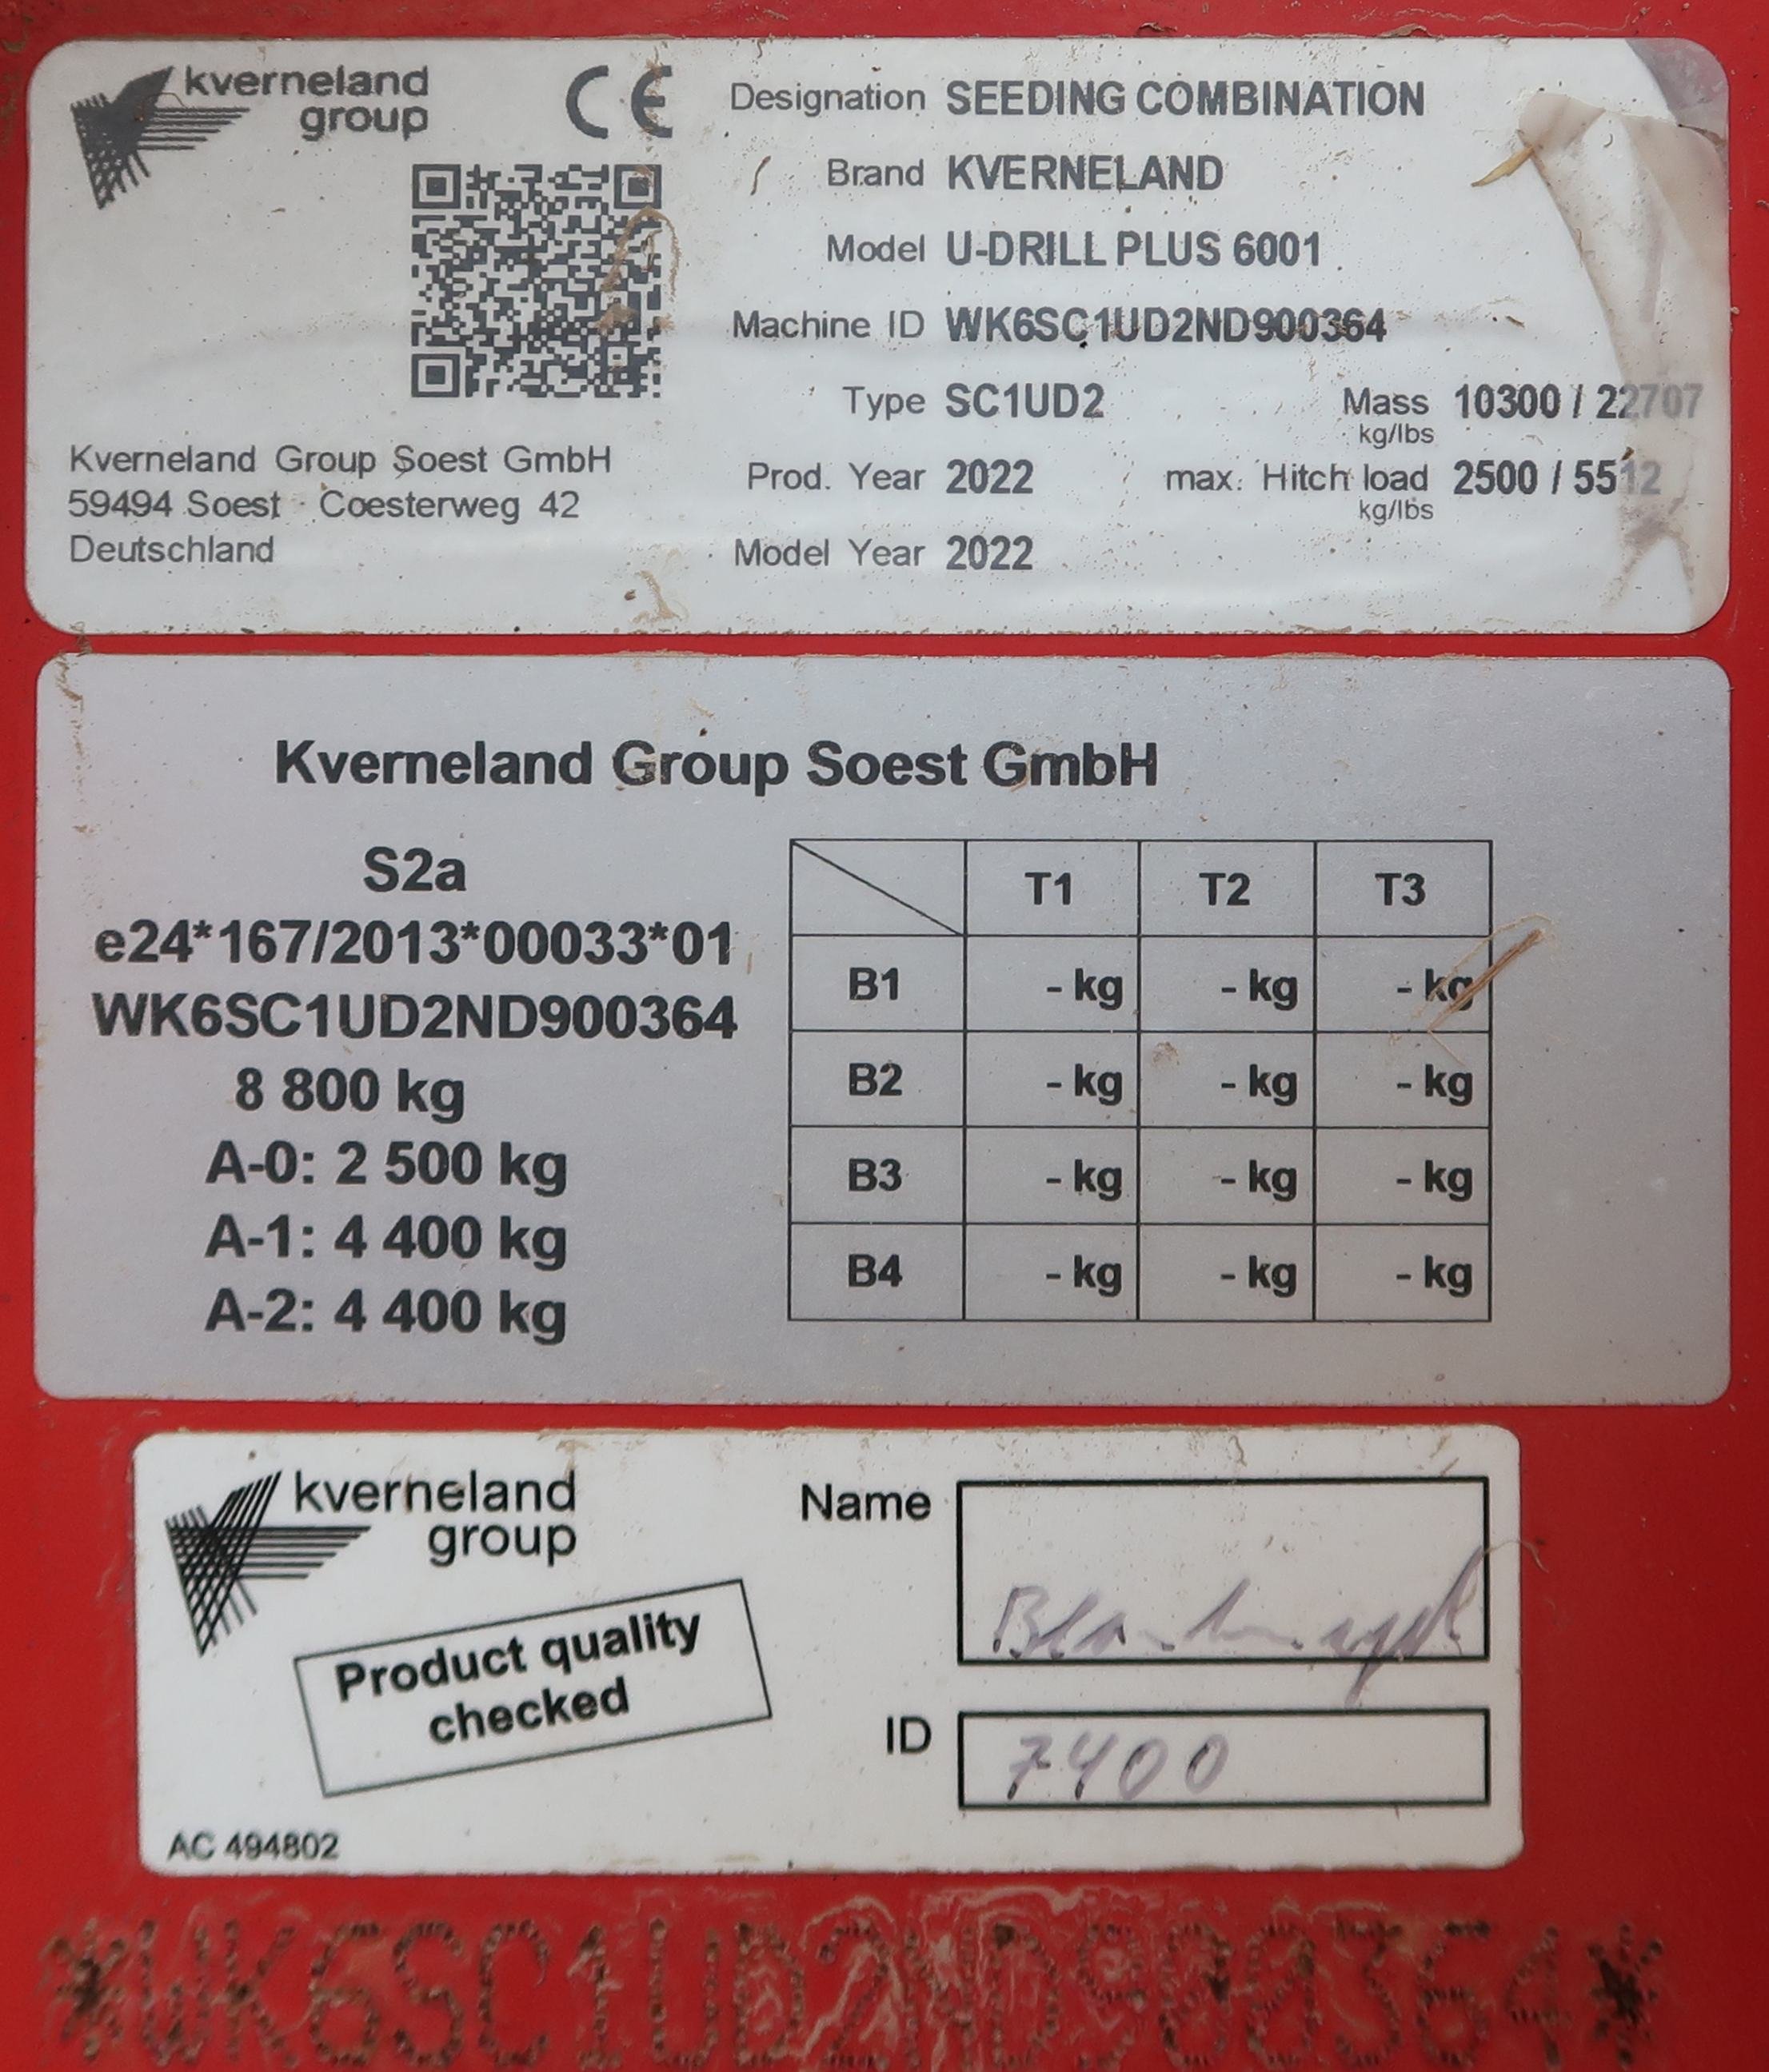 kverneland
group
CE
Designation SEEDING COMBINATION
Brand KVERNELAND
Model U-DRILL PLUS 6001
Machine ID WK6SC1UD2ND900364
Type SC1UD2
Mass 10300 / 22707
kg/lbs
Prod. Year 2022
max. Hitch load 2500 / 5512
kg/lbs
Model Year 2022
Kverneland Group Soest GmbH
59494 Soest · Coesterweg 42
Deutschland
Kverneland Group Soest GmbH
S2a
e24*167/2013*00033*01
WK6SC1UD2ND900364
8 800 kg
A-0: 2 500 kg
A-1: 4 400 kg
A-2: 4 400 kg
T1 T2 T3
B1 - kg - kg - kg
B2 - kg - kg - kg
B3 - kg - kg - kg
B4 - kg - kg - kg
kverneland
group
Product quality
checked
AC 494802
Name
ID 7400
*WK6SC1UD2ND900364*